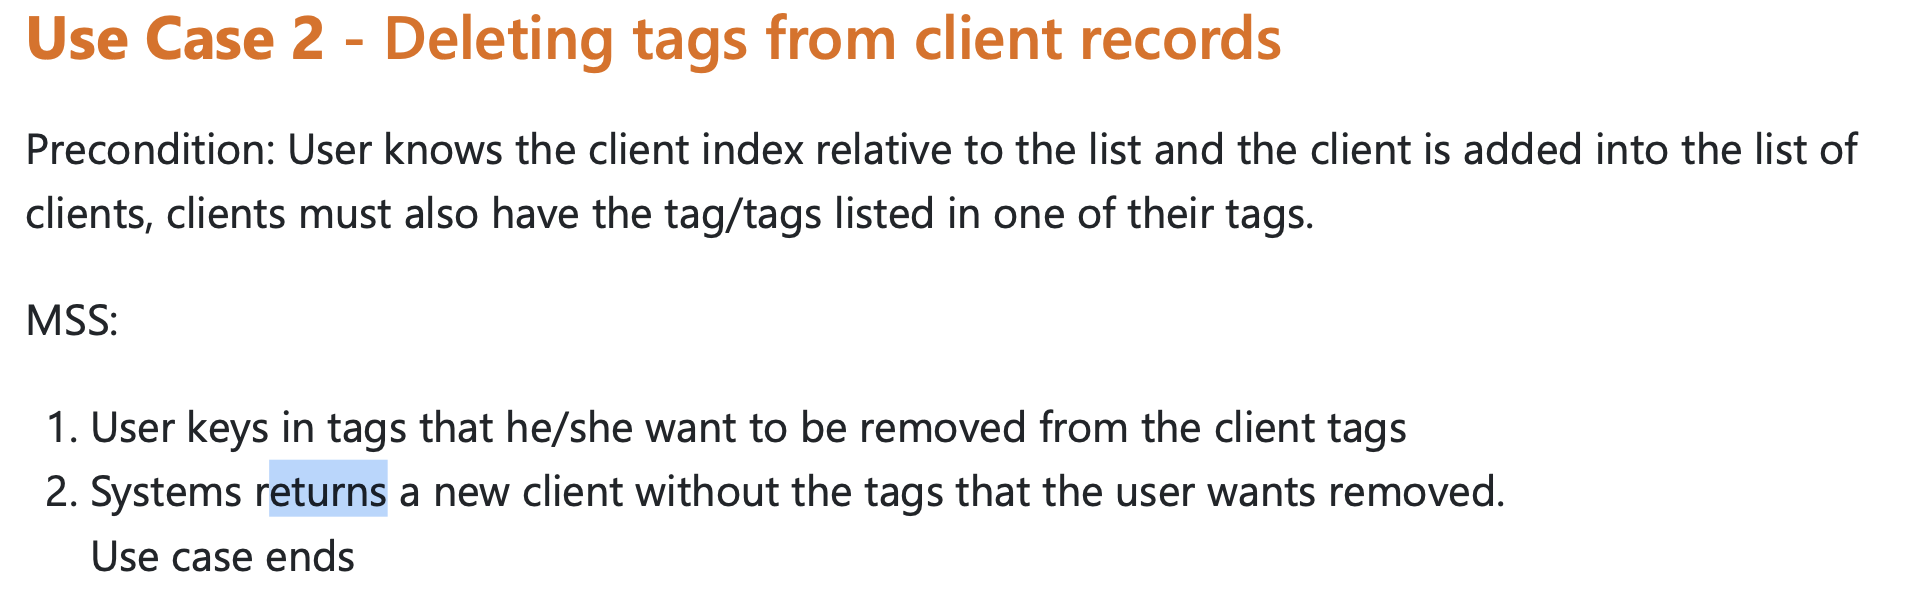 Use Case 2 - Deleting tags from client records
Precondition: User knows the client index relative to the list and the client is added into the list of
clients, clients must also have the tag/tags listed in one of their tags.
MSS:
1. User keys in tags that he/she want to be removed from the client tags
2. Systems returns a new client without the tags that the user wants removed.
Use case ends